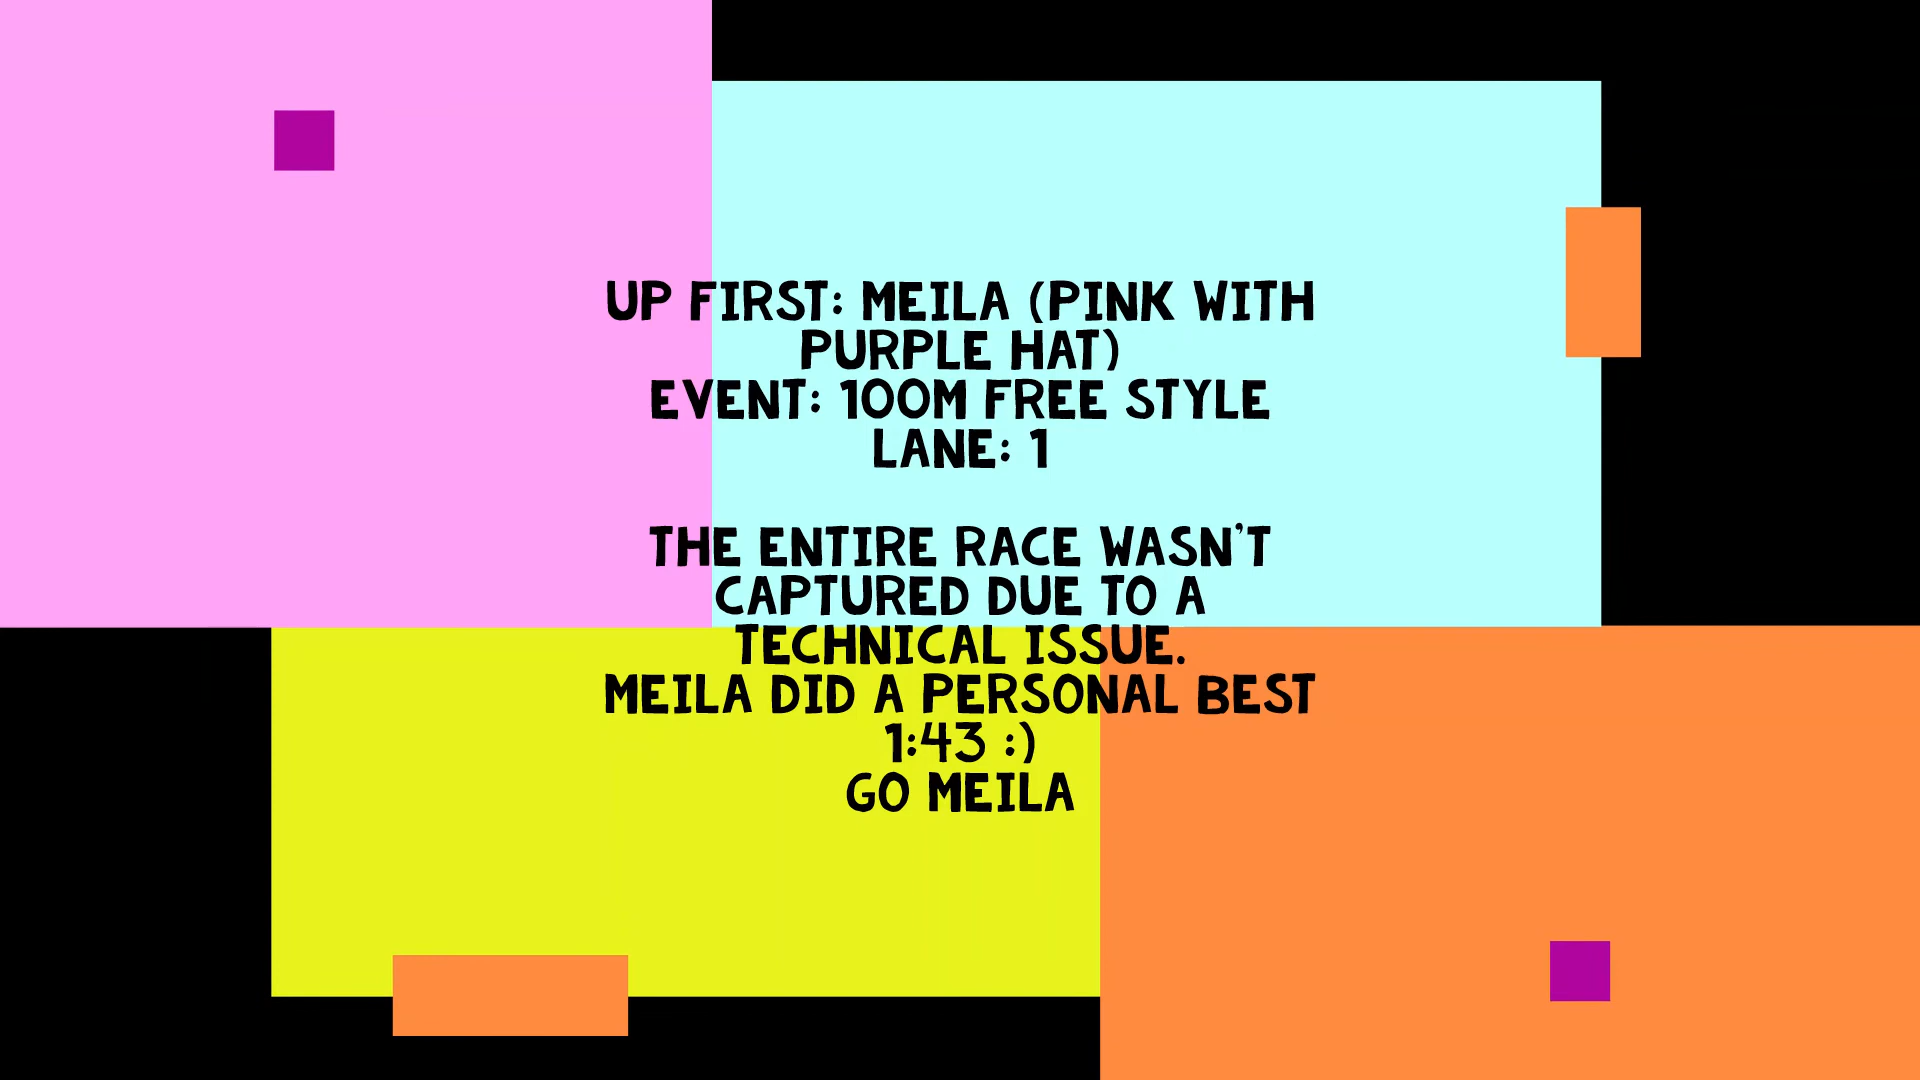 UP FIRST: MEILA (PINK WITH
PURPLE HAT)
EVENT: 100M FREE STYLE
LANE: 1
THE ENTIRE RACE WASN'T
CAPTURED DUE TO A
TECHNICAL ISSUE.
MEILA DID A PERSONAL BEST
1:43 :)
GO MEILA